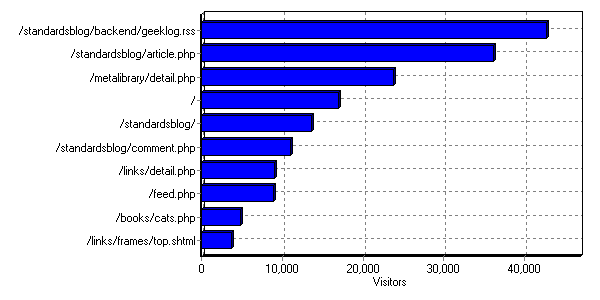 /standardsblog/backend/geeklog.rss
/standardsblog/article.php
/metalibrary/detail.php
/
/standardsblog/
/standardsblog/comment.php
/links/detail.php
/feed.php
/books/cats.php
/links/frames/top.shtml
0 10,000 20,000 30,000 40,000
Visitors